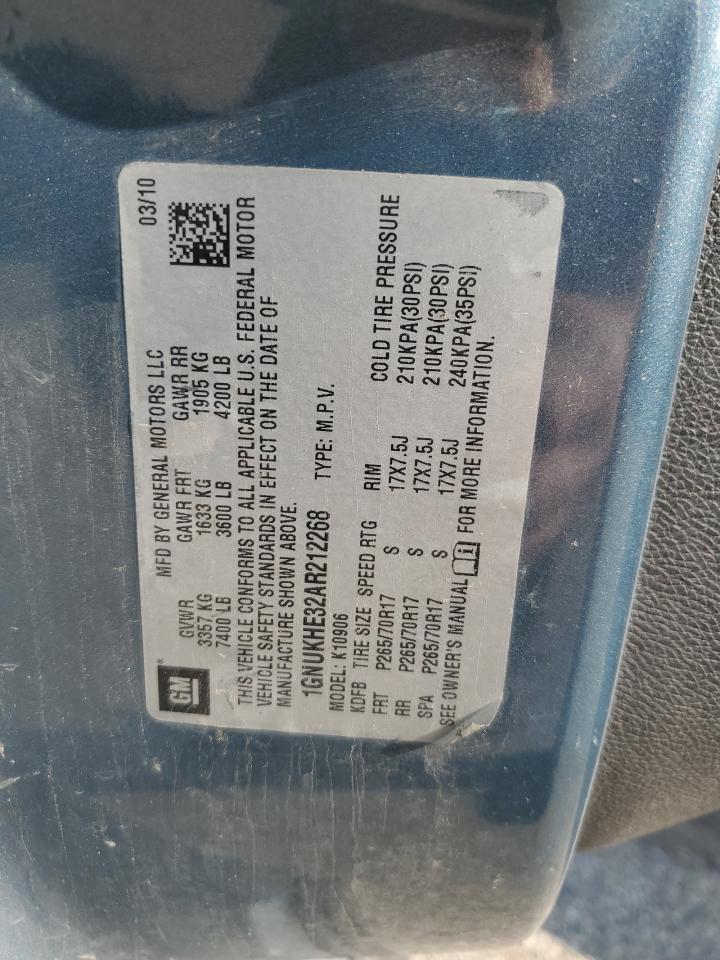 MFD BY GENERAL MOTORS LLC 03/10
GM
GVWR GAWR FRT GAWR RR
3357 KG 1633 KG 1905 KG
7400 LB 3600 LB 4200 LB
THIS VEHICLE CONFORMS TO ALL APPLICABLE U.S. FEDERAL MOTOR
VEHICLE SAFETY STANDARDS IN EFFECT ON THE DATE OF
MANUFACTURE SHOWN ABOVE.
1GNUKHE32AR212268 TYPE: M.P.V.
MODEL: K10906
KDFB TIRE SIZE SPEED RTG RIM COLD TIRE PRESSURE
FRT P265/70R17 S 17X7.5J 210KPA(30PSI)
RR P265/70R17 S 17X7.5J 210KPA(30PSI)
SPA P265/70R17 S 17X7.5J 240KPA(35PSI)
SEE OWNER'S MANUAL FOR MORE INFORMATION.